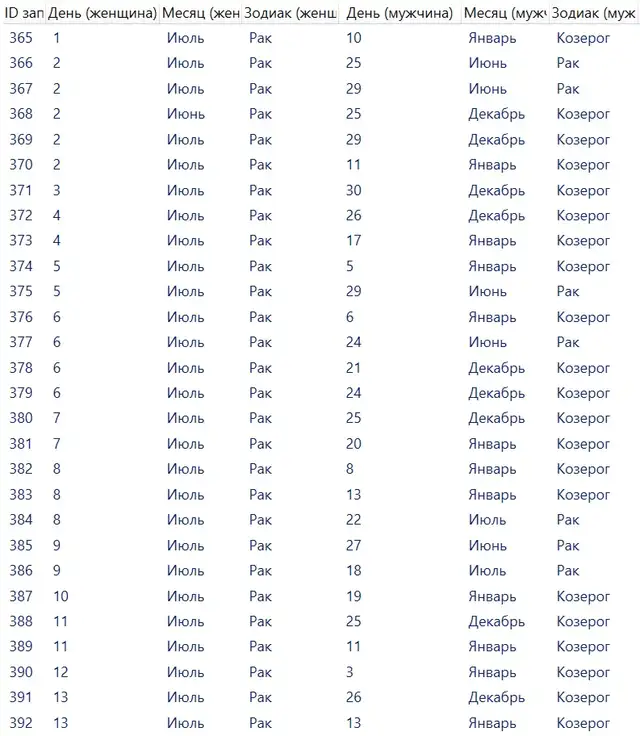 ID зап День (женщина) Месяц (жен Зодиак (женщ День (мужчина) Месяц (мужч Зодиак (муж
365 1 Июль Рак 10 Январь Козерог
366 2 Июль Рак 25 Июнь Рак
367 2 Июль Рак 29 Июнь Рак
368 2 Июнь Рак 25 Декабрь Козерог
369 2 Июль Рак 29 Декабрь Козерог
370 2 Июль Рак 11 Январь Козерог
371 3 Июль Рак 30 Декабрь Козерог
372 4 Июль Рак 26 Декабрь Козерог
373 4 Июль Рак 17 Январь Козерог
374 5 Июль Рак 5 Январь Козерог
375 5 Июль Рак 29 Июнь Рак
376 6 Июль Рак 6 Январь Козерог
377 6 Июль Рак 24 Июнь Рак
378 6 Июль Рак 21 Декабрь Козерог
379 6 Июль Рак 24 Декабрь Козерог
380 7 Июль Рак 25 Декабрь Козерог
381 7 Июль Рак 20 Январь Козерог
382 8 Июль Рак 8 Январь Козерог
383 8 Июль Рак 13 Январь Козерог
384 8 Июль Рак 22 Июль Рак
385 9 Июль Рак 27 Июнь Рак
386 9 Июль Рак 18 Июль Рак
387 10 Июль Рак 19 Январь Козерог
388 11 Июль Рак 25 Декабрь Козерог
389 11 Июль Рак 11 Январь Козерог
390 12 Июль Рак 3 Январь Козерог
391 13 Июль Рак 26 Декабрь Козерог
392 13 Июль Рак 13 Январь Козерог